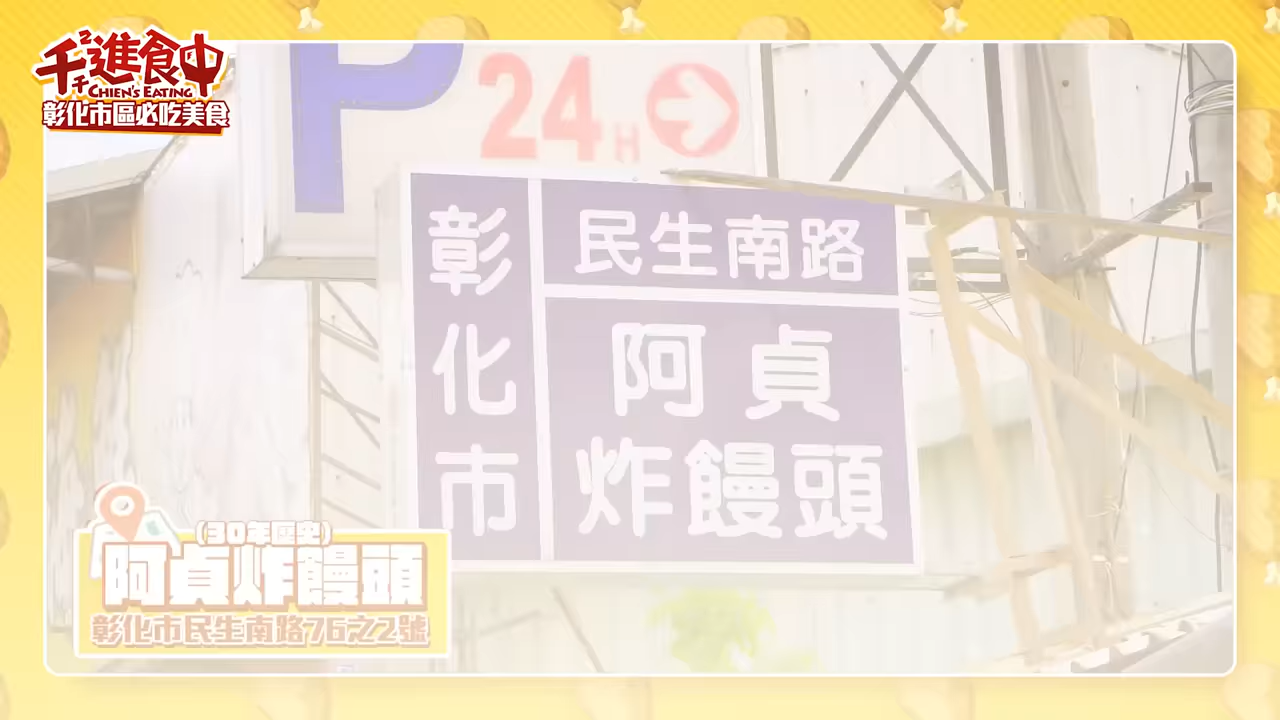 千千進食中
CHIEN'S EATING
彰化市區必吃美食
P 24H
彰化市
民生南路
阿貞
炸饅頭
(30年歷史)
阿貞炸饅頭
彰化市民生南路76之2號